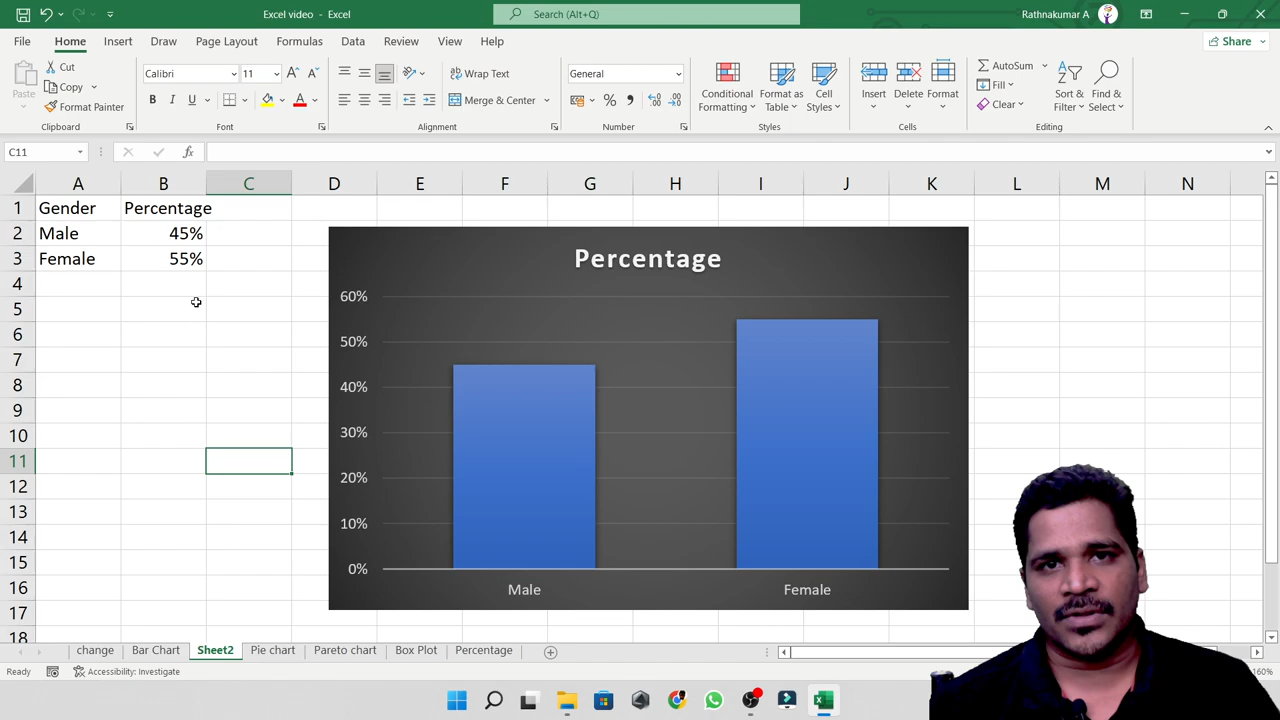 Excel video - Excel
Search (Alt+Q)
Rathnakumar A
File Home Insert Draw Page Layout Formulas Data Review View Help
Share
Paste
Cut
Copy
Format Painter
Clipboard
Calibri 11
B I U
Font
Wrap Text
Merge & Center
Alignment
General
Number
Conditional Formatting
Format as Table
Cell Styles
Styles
Insert
Delete
Format
Cells
AutoSum
Fill
Clear
Sort & Filter
Find & Select
Editing
C11
fx
A B C D E F G H I J K L M N
1 Gender Percentage
2 Male 45%
3 Female 55%
4
5
6
7
8
9
10
11
12
13
14
15
16
17
18
Percentage
60%
50%
40%
30%
20%
10%
0%
Male Female
change Bar Chart Sheet2 Pie chart Pareto chart Box Plot Percentage
Ready
Accessibility: Investigate
160%